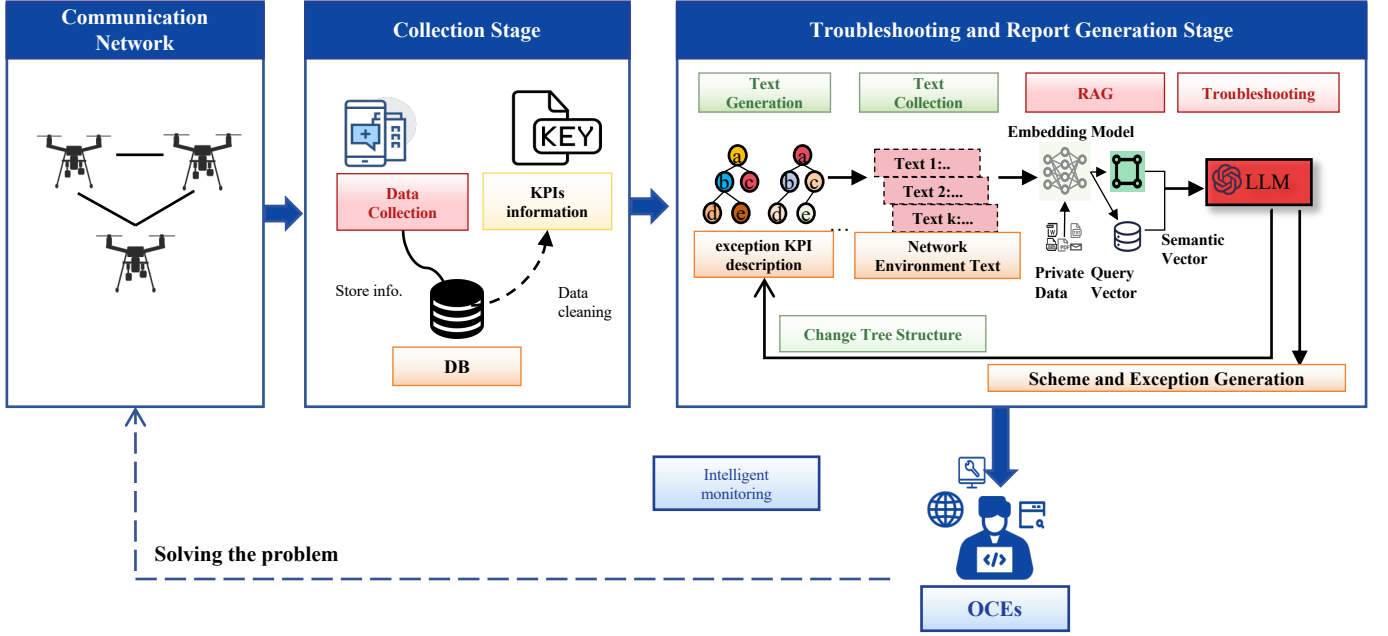 Communication
Network
Collection Stage
Troubleshooting and Report Generation Stage
KEY
Data
Collection
KPIs
information
Store info.
Data
cleaning
DB
Text
Generation
Text
Collection
RAG
Troubleshooting
Embedding Model
a
b
c
d
e
a
b
c
d
e
...
Text 1:..
Text 2:...
Text k:...
LLM
exception KPI
description
Network
Environment Text
Private
Data
Query
Vector
Semantic
Vector
Change Tree Structure
Scheme and Exception Generation
Intelligent
monitoring
Solving the problem
</>
OCEs